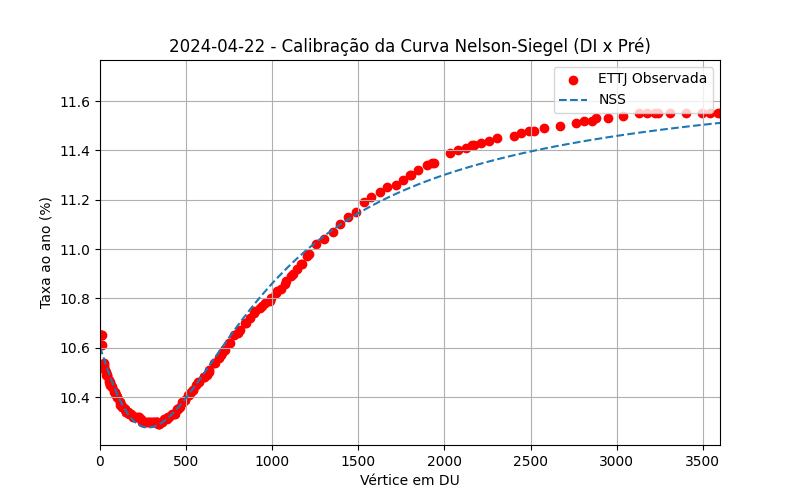 2024-04-22 - Calibração da Curva Nelson-Siegel (DI x Pré)
ETTJ Observada
NSS
Taxa ao ano (%)
11.6
11.4
11.2
11.0
10.8
10.6
10.4
0 500 1000 1500 2000 2500 3000 3500
Vértice em DU